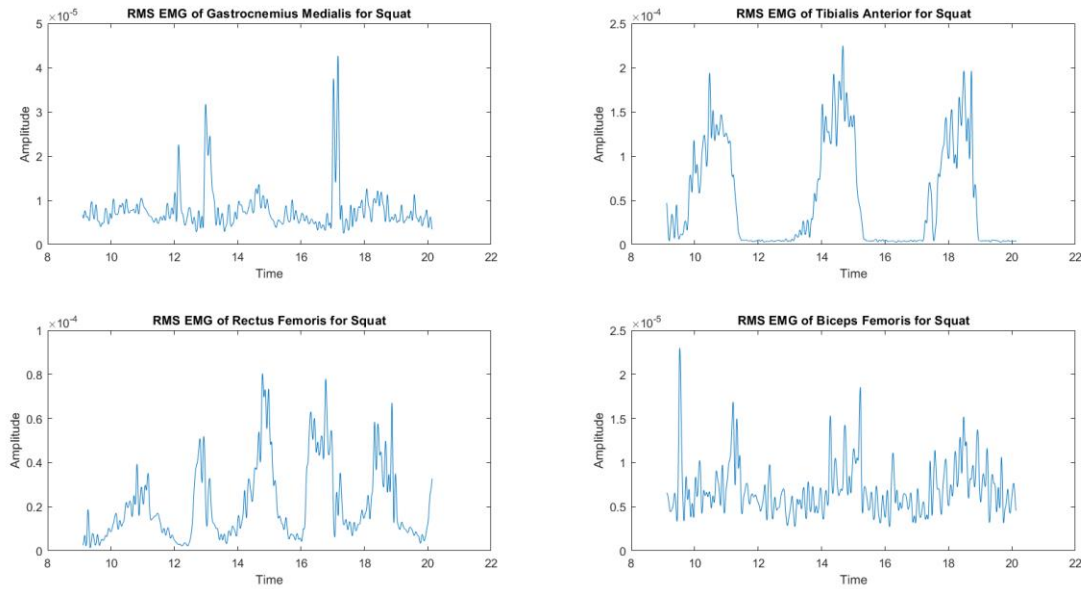 RMS EMG of Gastrocnemius Medialis for Squat
×10⁻⁵
5
4
3
2
1
0
Amplitude
8 10 12 14 16 18 20 22
Time
RMS EMG of Tibialis Anterior for Squat
×10⁻⁴
2.5
2
1.5
1
0.5
0
Amplitude
8 10 12 14 16 18 20 22
Time
RMS EMG of Rectus Femoris for Squat
×10⁻⁴
1
0.8
0.6
0.4
0.2
0
Amplitude
8 10 12 14 16 18 20 22
Time
RMS EMG of Biceps Femoris for Squat
×10⁻⁵
2.5
2
1.5
1
0.5
0
Amplitude
8 10 12 14 16 18 20 22
Time